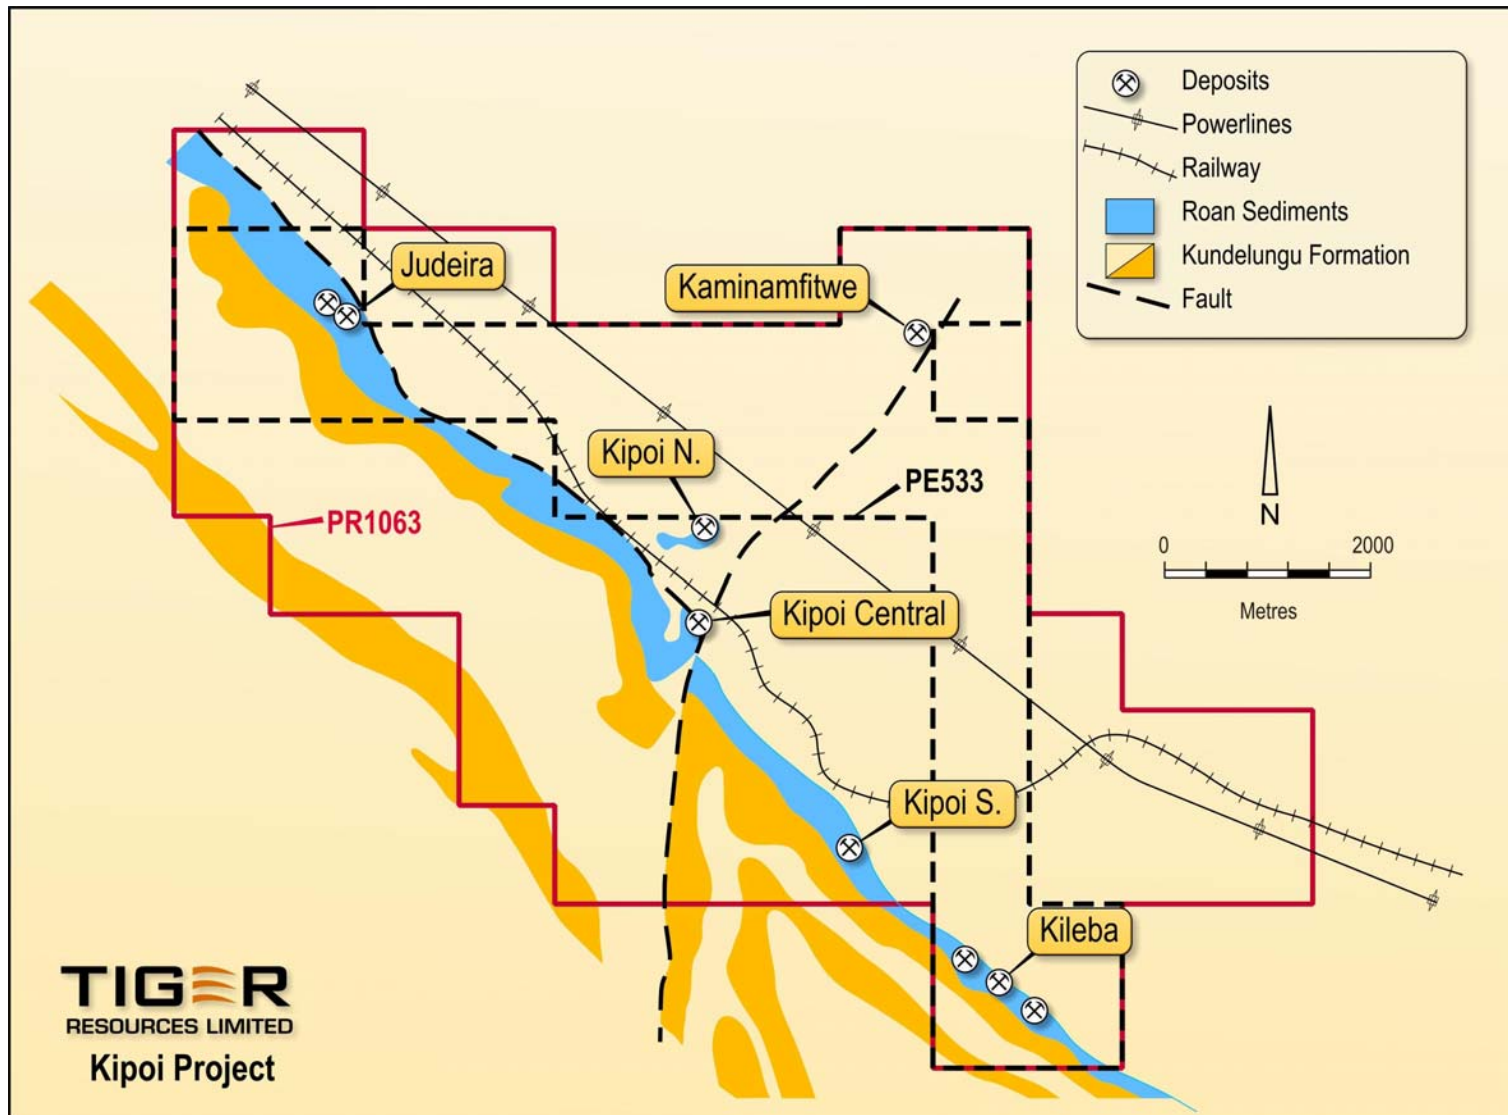 Deposits
Powerlines
Railway
Roan Sediments
Kundelungu Formation
Fault
Judeira
Kaminamfitwe
Kipoi N.
PE533
PR1063
N
0 2000
Metres
Kipoi Central
Kipoi S.
Kileba
TIGER
RESOURCES LIMITED
Kipoi Project